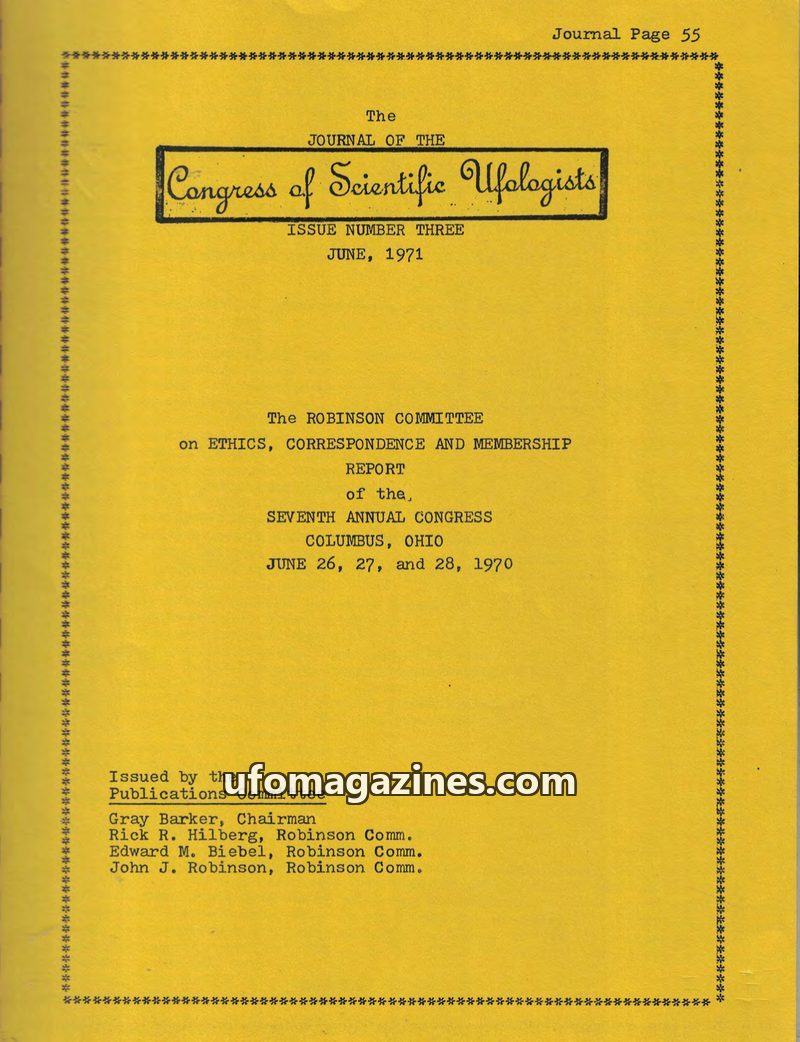 Journal Page 55
The
JOURNAL OF THE
Congress of Scientific Ufologists
ISSUE NUMBER THREE
JUNE, 1971
The ROBINSON COMMITTEE
on ETHICS, CORRESPONDENCE AND MEMBERSHIP
REPORT
of the,
SEVENTH ANNUAL CONGRESS
COLUMBUS, OHIO
JUNE 26, 27, and 28, 1970
Issued by the
ufomagazines.com
Publications Committee
Gray Barker, Chairman
Rick R. Hilberg, Robinson Comm.
Edward M. Biebel, Robinson Comm.
John J. Robinson, Robinson Comm.